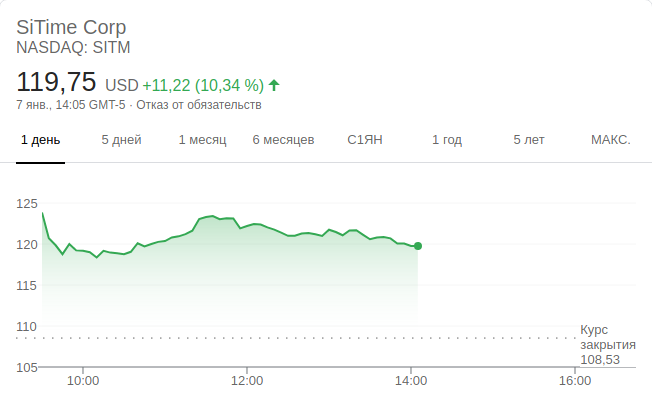 SiTime Corp
NASDAQ: SITM
119,75 USD +11,22 (10,34 %)
7 янв., 14:05 GMT-5 · Отказ от обязательств
1 день 5 дней 1 месяц 6 месяцев С1ЯН 1 год 5 лет МАКС.
125
120
115
110
Курс
закрытия
108,53
105
10:00 12:00 14:00 16:00